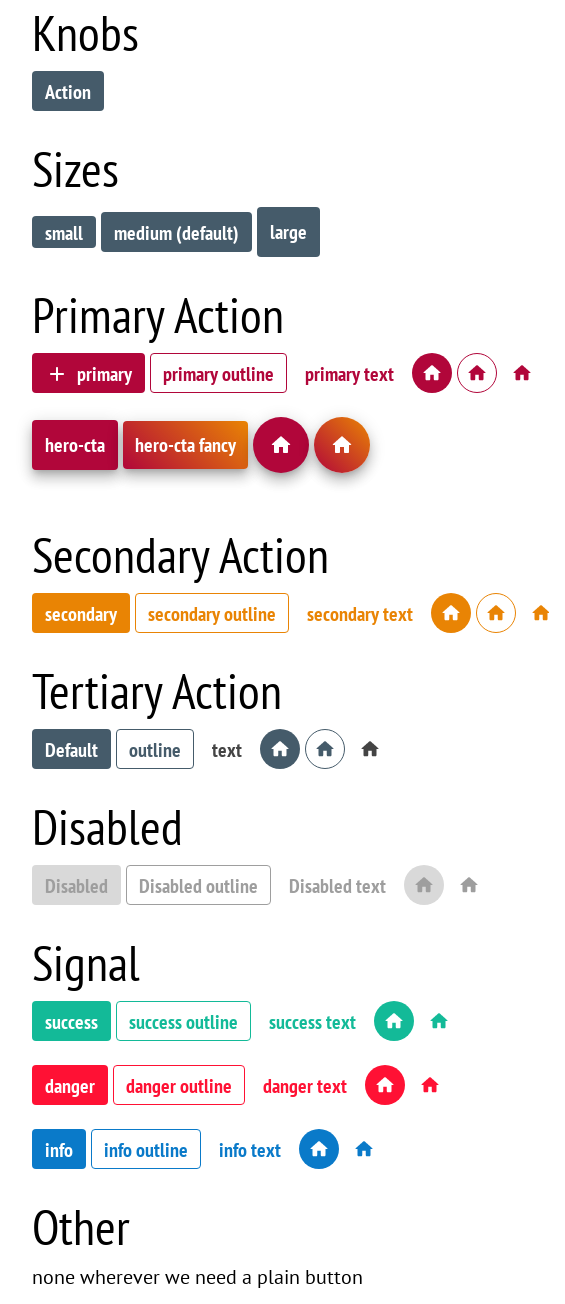 Knobs
Action
Sizes
small medium (default) large
Primary Action
primary primary outline primary text
hero-cta hero-cta fancy
Secondary Action
secondary secondary outline secondary text
Tertiary Action
Default outline text
Disabled
Disabled Disabled outline Disabled text
Signal
success success outline success text
danger danger outline danger text
info info outline info text
Other
none wherever we need a plain button